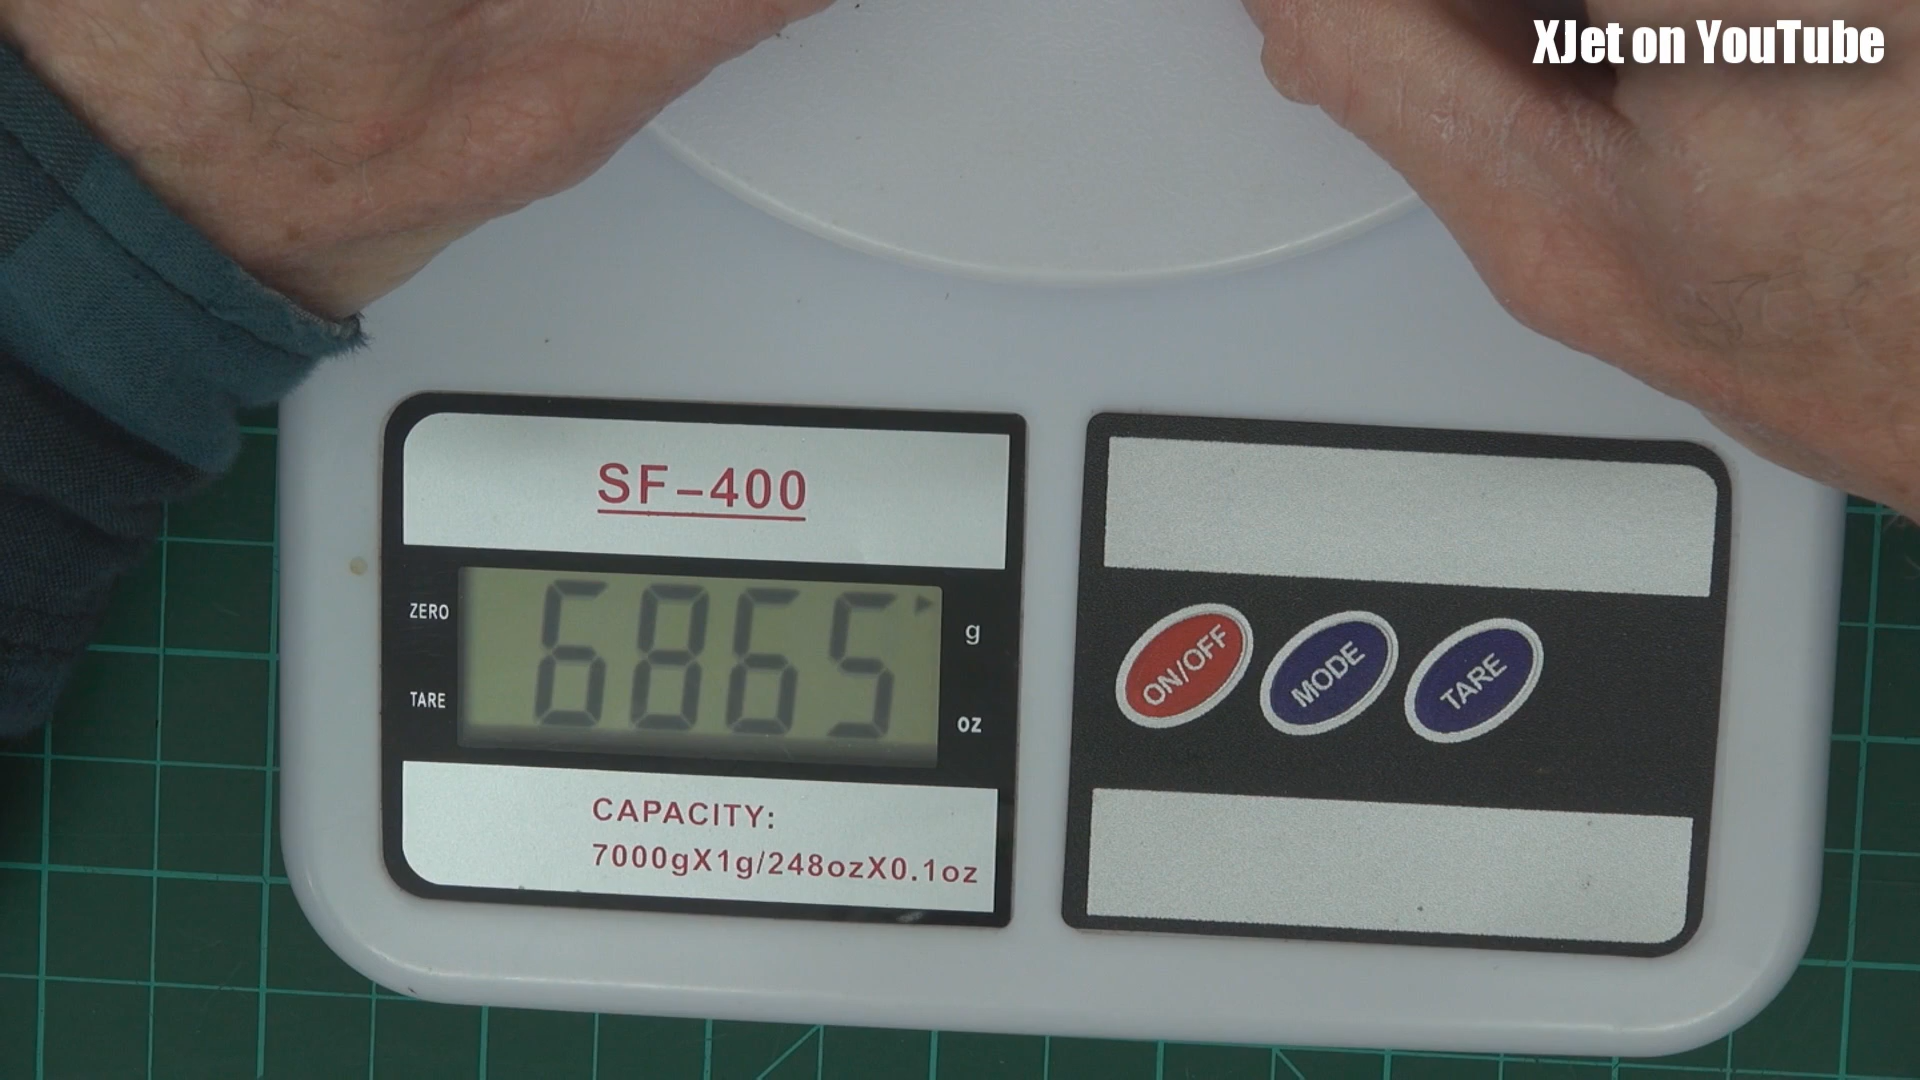 XJet on YouTube
SF-400
ZERO
6865
g
TARE
oz
CAPACITY:
7000gX1g/248ozX0.1oz
ON/OFF
MODE
TARE